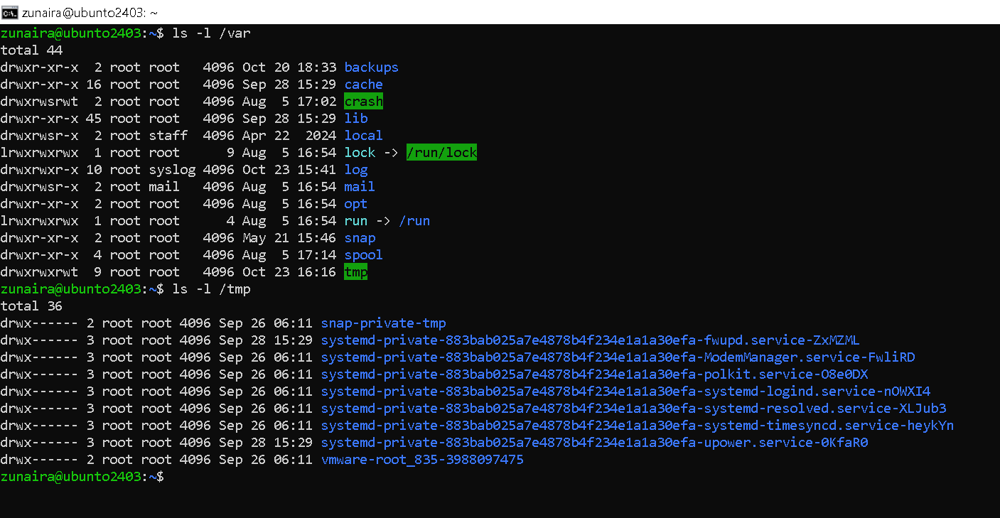 zunaira@ubunto2403: ~
zunaira@ubunto2403:~$ ls -l /var
total 44
drwxr-xr-x  2 root root   4096 Oct 20 18:33 backups
drwxr-xr-x 16 root root   4096 Sep 28 15:29 cache
drwxrwsrwt  2 root root   4096 Aug  5 17:02 crash
drwxr-xr-x 45 root root   4096 Sep 28 15:29 lib
drwxrwsr-x  2 root staff  4096 Apr 22  2024 local
lrwxrwxrwx  1 root root      9 Aug  5 16:54 lock -> /run/lock
drwxrwxr-x 10 root syslog 4096 Oct 23 15:41 log
drwxrwsr-x  2 root mail   4096 Aug  5 16:54 mail
drwxr-xr-x  2 root root   4096 Aug  5 16:54 opt
lrwxrwxrwx  1 root root      4 Aug  5 16:54 run -> /run
drwxr-xr-x  2 root root   4096 May 21 15:46 snap
drwxr-xr-x  4 root root   4096 Aug  5 17:14 spool
drwxrwxrwt  9 root root   4096 Oct 23 16:16 tmp
zunaira@ubunto2403:~$ ls -l /tmp
total 36
drwx------ 2 root root 4096 Sep 26 06:11 snap-private-tmp
drwx------ 3 root root 4096 Sep 28 15:29 systemd-private-883bab025a7e4878b4f234e1a1a30efa-fwupd.service-ZxMZML
drwx------ 3 root root 4096 Sep 26 06:11 systemd-private-883bab025a7e4878b4f234e1a1a30efa-ModemManager.service-FwliRD
drwx------ 3 root root 4096 Sep 26 06:11 systemd-private-883bab025a7e4878b4f234e1a1a30efa-polkit.service-O8e0DX
drwx------ 3 root root 4096 Sep 26 06:11 systemd-private-883bab025a7e4878b4f234e1a1a30efa-systemd-logind.service-nOWXI4
drwx------ 3 root root 4096 Sep 26 06:11 systemd-private-883bab025a7e4878b4f234e1a1a30efa-systemd-resolved.service-XLJub3
drwx------ 3 root root 4096 Sep 26 06:11 systemd-private-883bab025a7e4878b4f234e1a1a30efa-systemd-timesyncd.service-heykYn
drwx------ 3 root root 4096 Sep 28 15:29 systemd-private-883bab025a7e4878b4f234e1a1a30efa-upower.service-0KfaR0
drwx------ 2 root root 4096 Sep 26 06:11 vmware-root_835-3988097475
zunaira@ubunto2403:~$